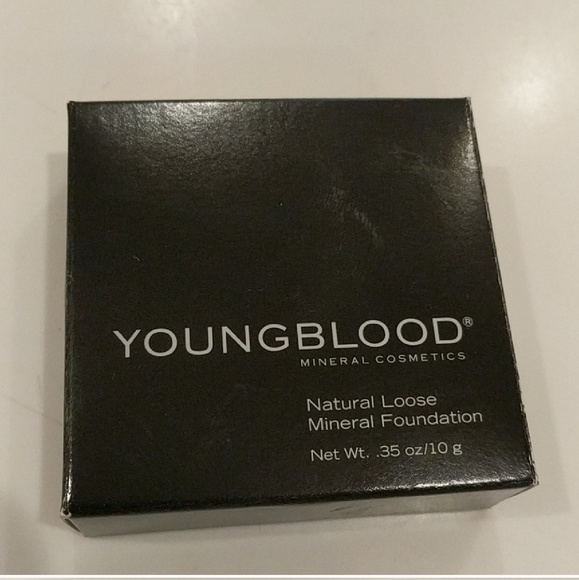 YOUNGBLOOD®
MINERAL COSMETICS
Natural Loose
Mineral Foundation
Net Wt. .35 oz/10 g